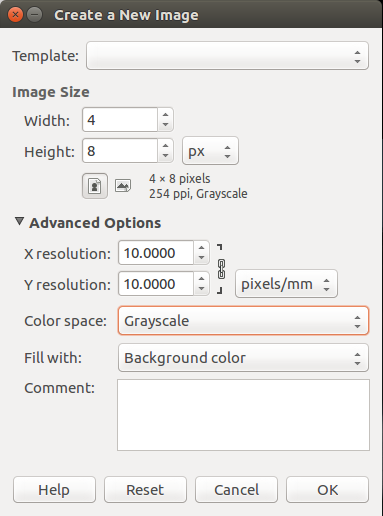 Create a New Image
Template:
Image Size
Width: 4
Height: 8 px
4 × 8 pixels
254 ppi, Grayscale
Advanced Options
X resolution: 10.0000
Y resolution: 10.0000 pixels/mm
Color space: Grayscale
Fill with: Background color
Comment:
Help Reset Cancel OK